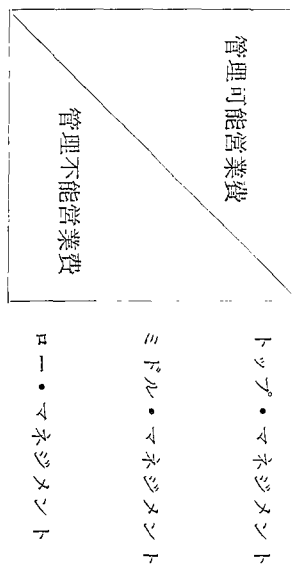 管理可能営業費
管理不能営業費
トップ・マネジメント
ミドル・マネジメント
ロー・マネジメント